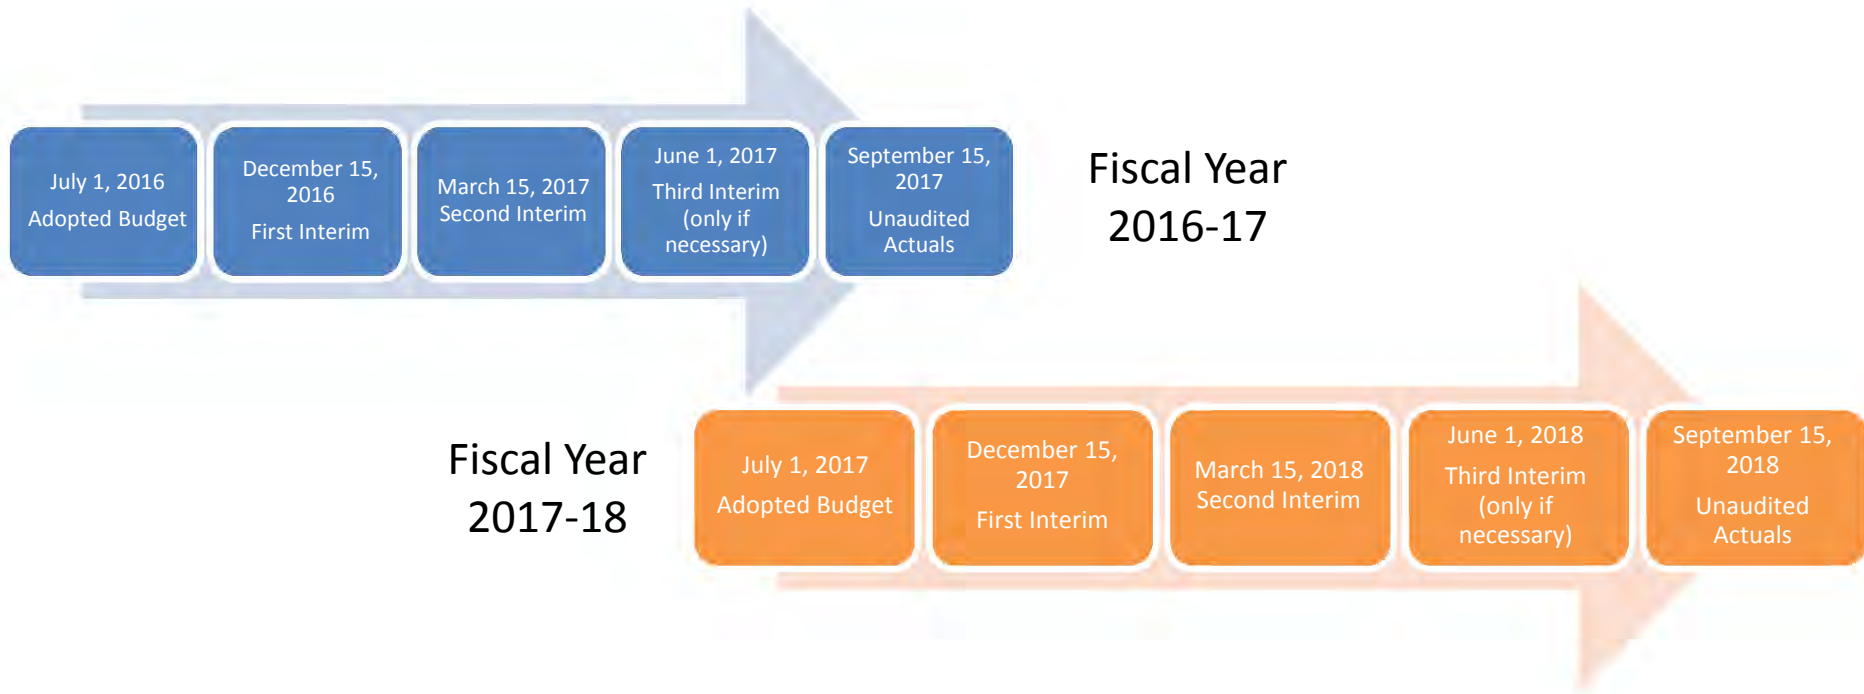 July 1, 2016
Adopted Budget
December 15,
2016
First Interim
March 15, 2017
Second Interim
June 1, 2017
Third Interim
(only if
necessary)
September 15,
2017
Unaudited
Actuals
Fiscal Year
2016-17
Fiscal Year
2017-18
July 1, 2017
Adopted Budget
December 15,
2017
First Interim
March 15, 2018
Second Interim
June 1, 2018
Third Interim
(only if
necessary)
September 15,
2018
Unaudited
Actuals